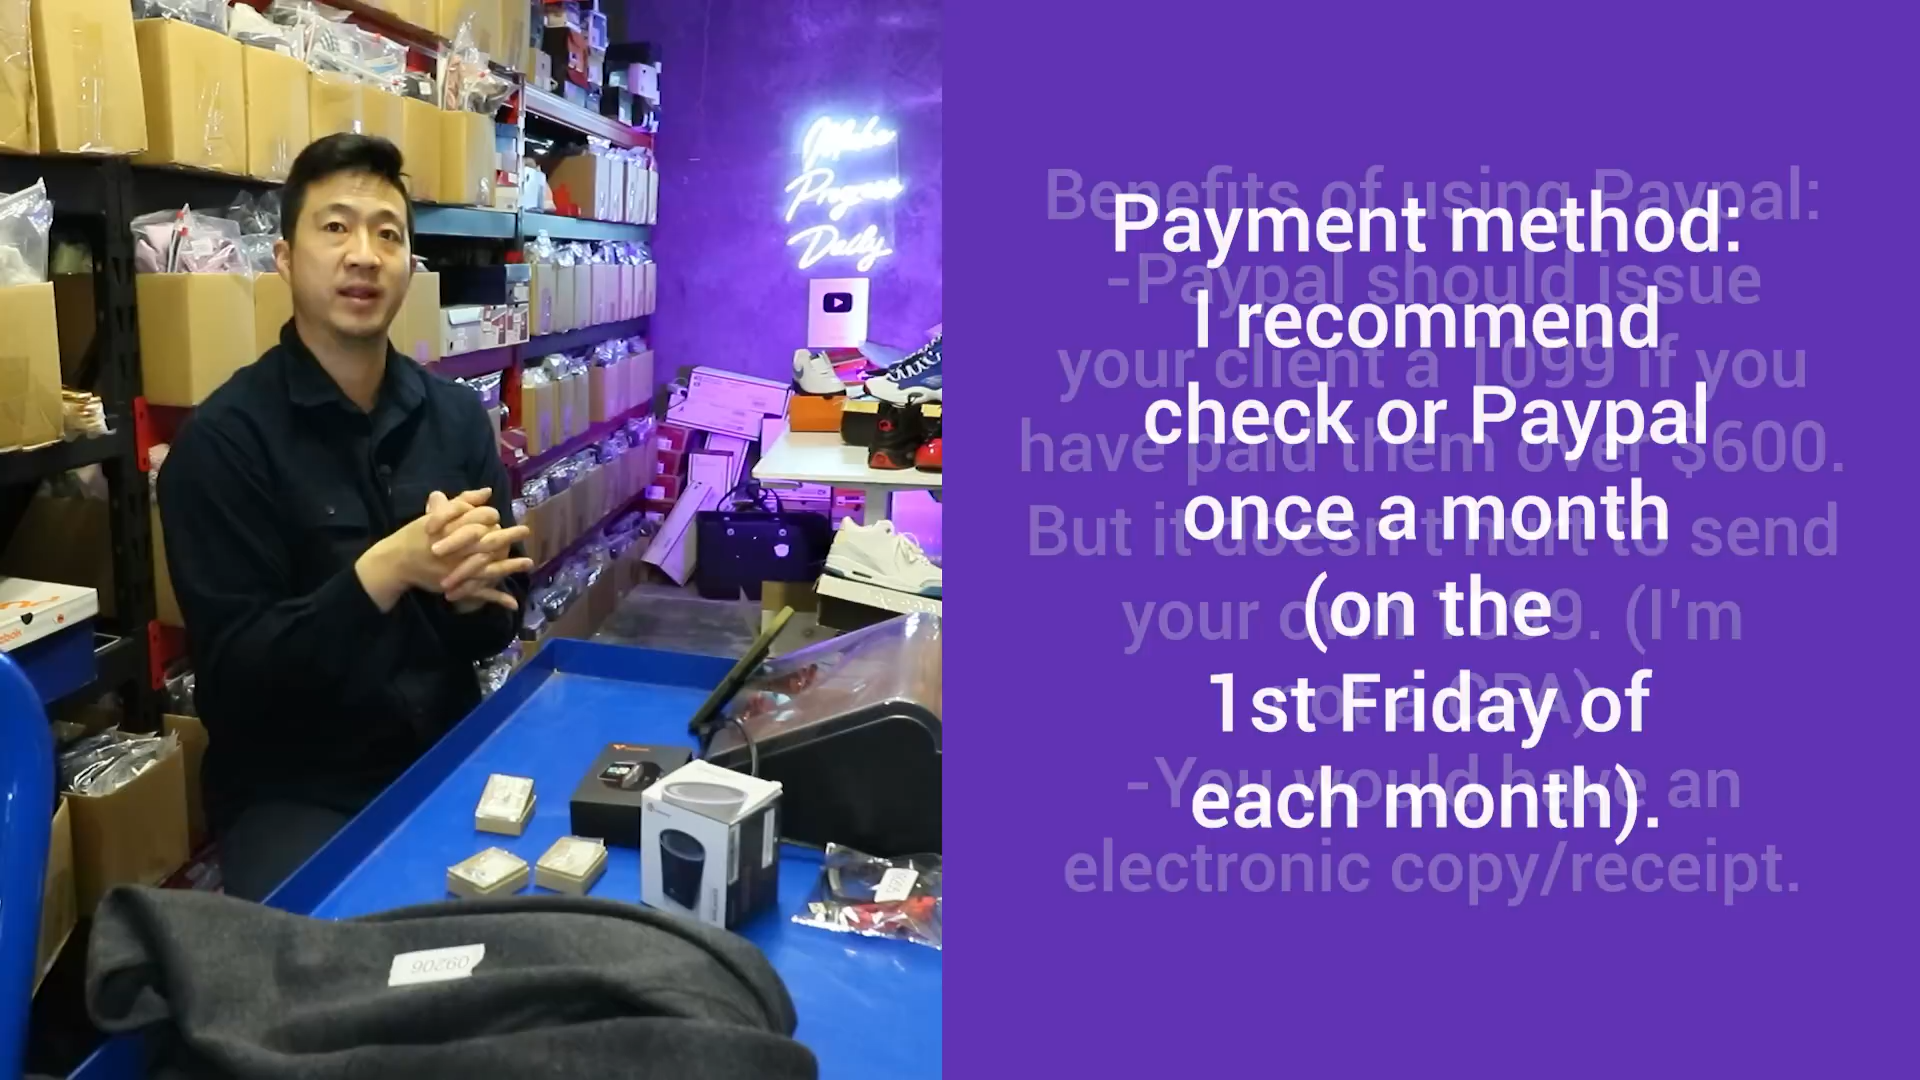 Make
Progress
Daily
09206
Payment method:
I recommend
check or Paypal
once a month
(on the
1st Friday of
each month).
Benefits of using Paypal:
-Paypal should issue
your client a 1099 if you
have paid them over $600.
But it doesn't hurt to send
your own 1099. (I'm
not a CPA)
-You would have an
electronic copy/receipt.